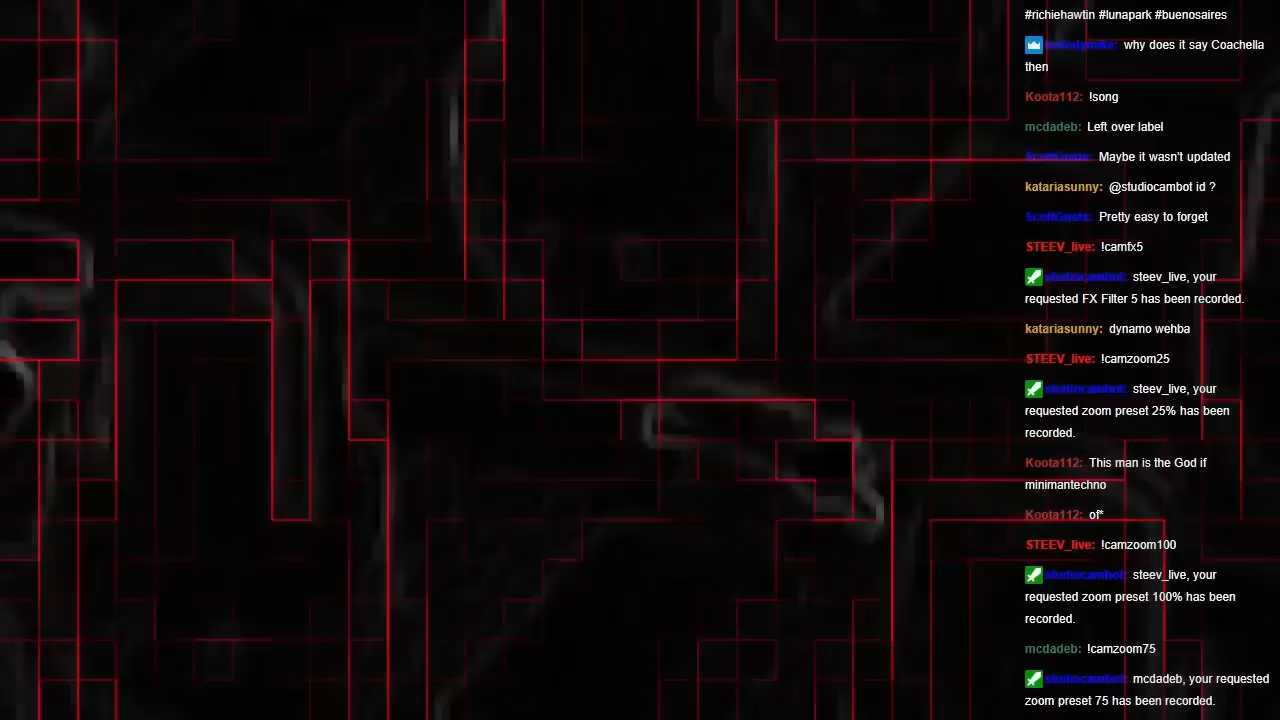 #richiehawtin #lunapark #buenosaires
why does it say Coachella
then
Koota112: !song
mcdadeb: Left over label
Maybe it wasn't updated
katariasunny: @studiocambot id ?
Pretty easy to forget
STEEV_live: !camfx5
studiocambot: steev_live, your
requested FX Filter 5 has been recorded.
katariasunny: dynamo wehba
STEEV_live: !camzoom25
studiocambot: steev_live, your
requested zoom preset 25% has been
recorded.
Koota112: This man is the God if
minimantechno
Koota112: of*
STEEV_live: !camzoom100
studiocambot: steev_live, your
requested zoom preset 100% has been
recorded.
mcdadeb: !camzoom75
studiocambot: mcdadeb, your requested
zoom preset 75 has been recorded.